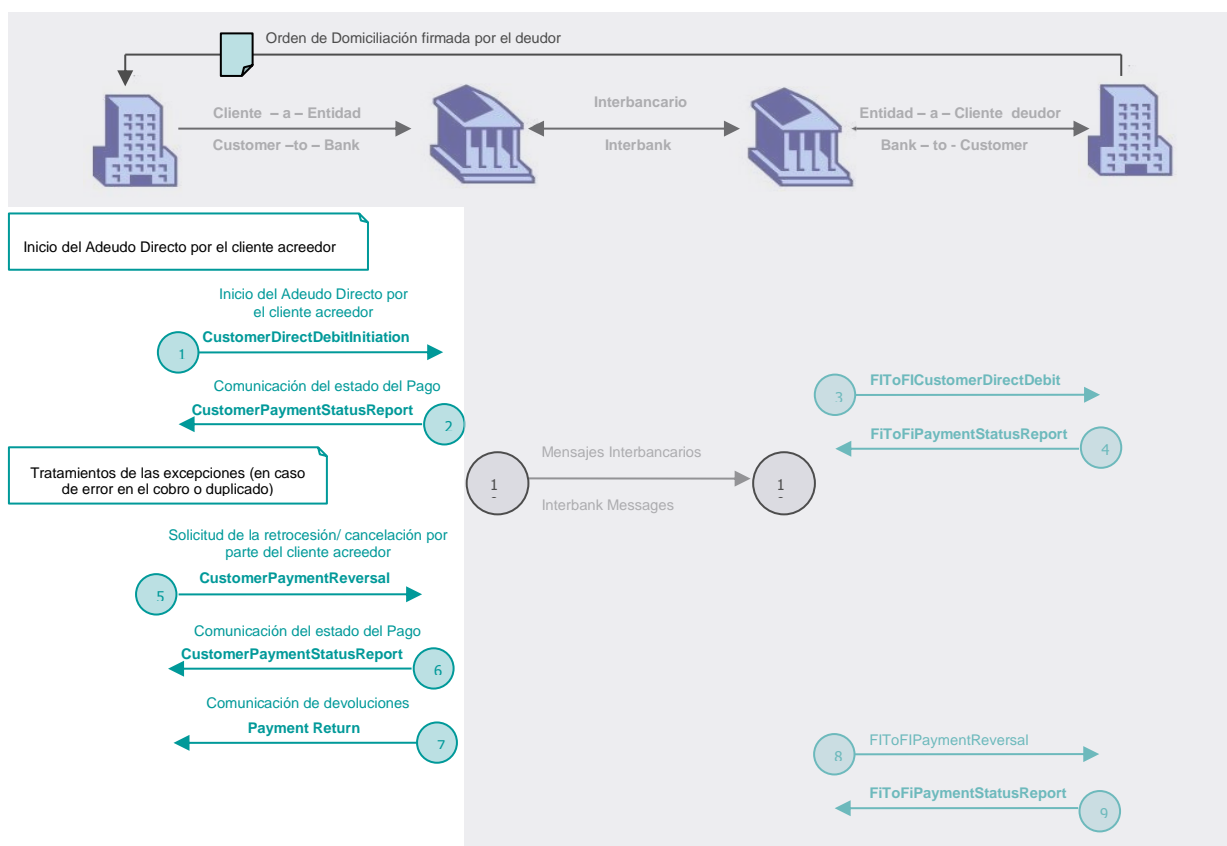 Orden de Domiciliación firmada por el deudor
Cliente – a – Entidad
Customer –to – Bank
Interbancario
Interbank
Entidad – a – Cliente deudor
Bank – to - Customer
Inicio del Adeudo Directo por el cliente acreedor
Inicio del Adeudo Directo por
el cliente acreedor
CustomerDirectDebitInitiation
1
Comunicación del estado del Pago
CustomerPaymentStatusReport
2
FIToFICustomerDirectDebit
3
FiToFiPaymentStatusReport
4
Tratamientos de las excepciones (en caso
de error en el cobro o duplicado)
Mensajes Interbancarios
1
1
Interbank Messages
Solicitud de la retrocesión/ cancelación por
parte del cliente acreedor
CustomerPaymentReversal
5
Comunicación del estado del Pago
CustomerPaymentStatusReport
6
Comunicación de devoluciones
Payment Return
7
FIToFIPaymentReversal
8
FiToFiPaymentStatusReport
9